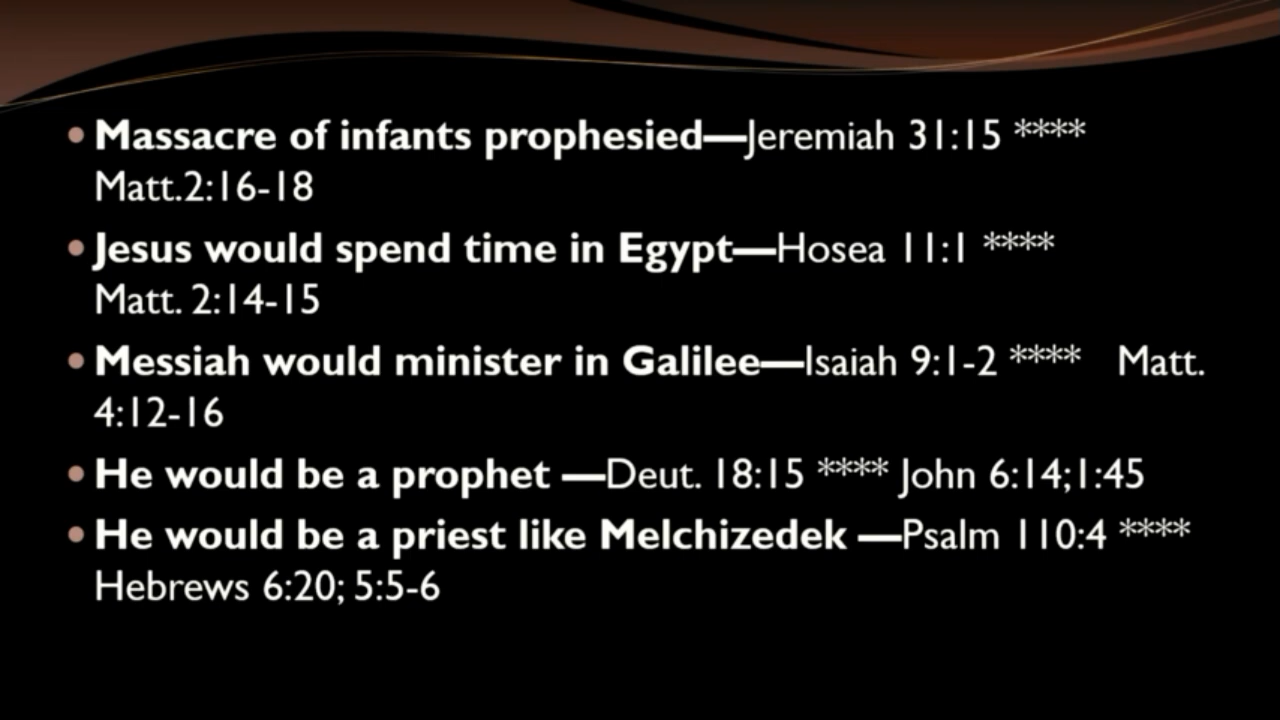 • Massacre of infants prophesied—Jeremiah 31:15 ****
Matt.2:16-18
• Jesus would spend time in Egypt—Hosea 11:1 ****
Matt. 2:14-15
• Messiah would minister in Galilee—Isaiah 9:1-2 **** Matt.
4:12-16
• He would be a prophet —Deut. 18:15 **** John 6:14;1:45
• He would be a priest like Melchizedek —Psalm 110:4 ****
Hebrews 6:20; 5:5-6